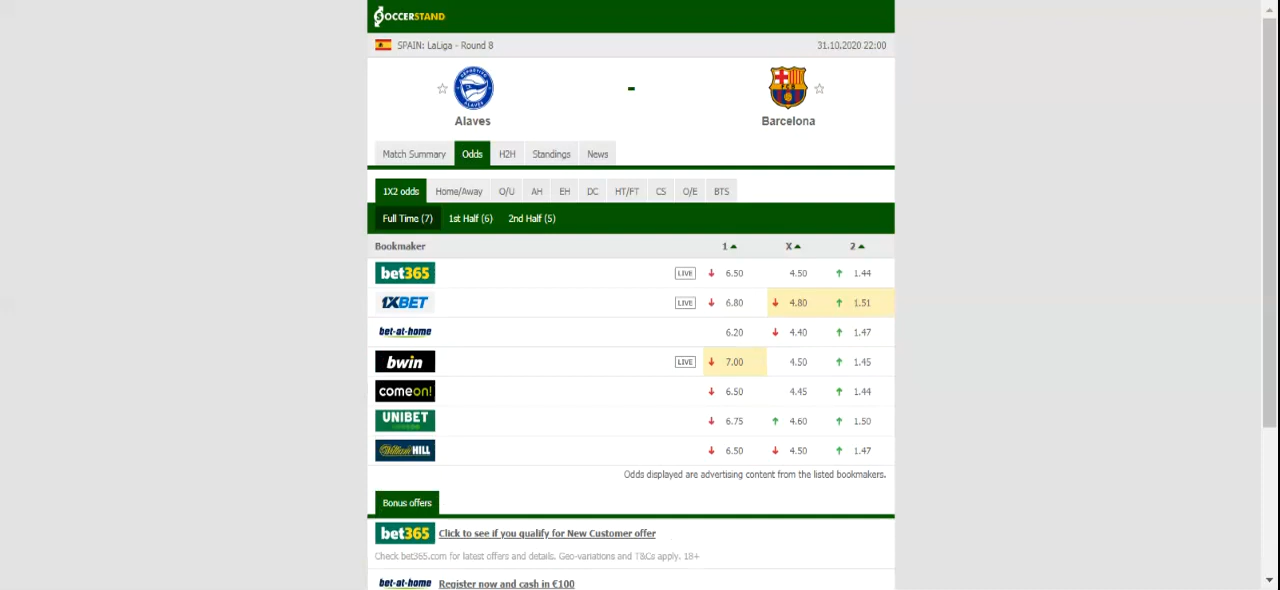 SOCCERSTAND
SPAIN: LaLiga - Round 8 31.10.2020 22:00
DEPORTIVO
ALAVES
FCB
-
Alaves Barcelona
Match Summary Odds H2H Standings News
1X2 odds Home/Away O/U AH EH DC HT/FT CS O/E BTS
Full Time (7) 1st Half (6) 2nd Half (5)
Bookmaker 1 X 2
bet365 LIVE 6.50 4.50 1.44
1XBET LIVE 6.80 4.80 1.51
bet-at-home 6.20 4.40 1.47
bwin LIVE 7.00 4.50 1.45
comeon! 6.50 4.45 1.44
UNIBET 6.75 4.60 1.50
William HILL 6.50 4.50 1.47
Odds displayed are advertising content from the listed bookmakers.
Bonus offers
bet365 Click to see if you qualify for New Customer offer
Check bet365.com for latest offers and details. Geo-variations and T&Cs apply. 18+
bet-at-home Register now and cash in €100